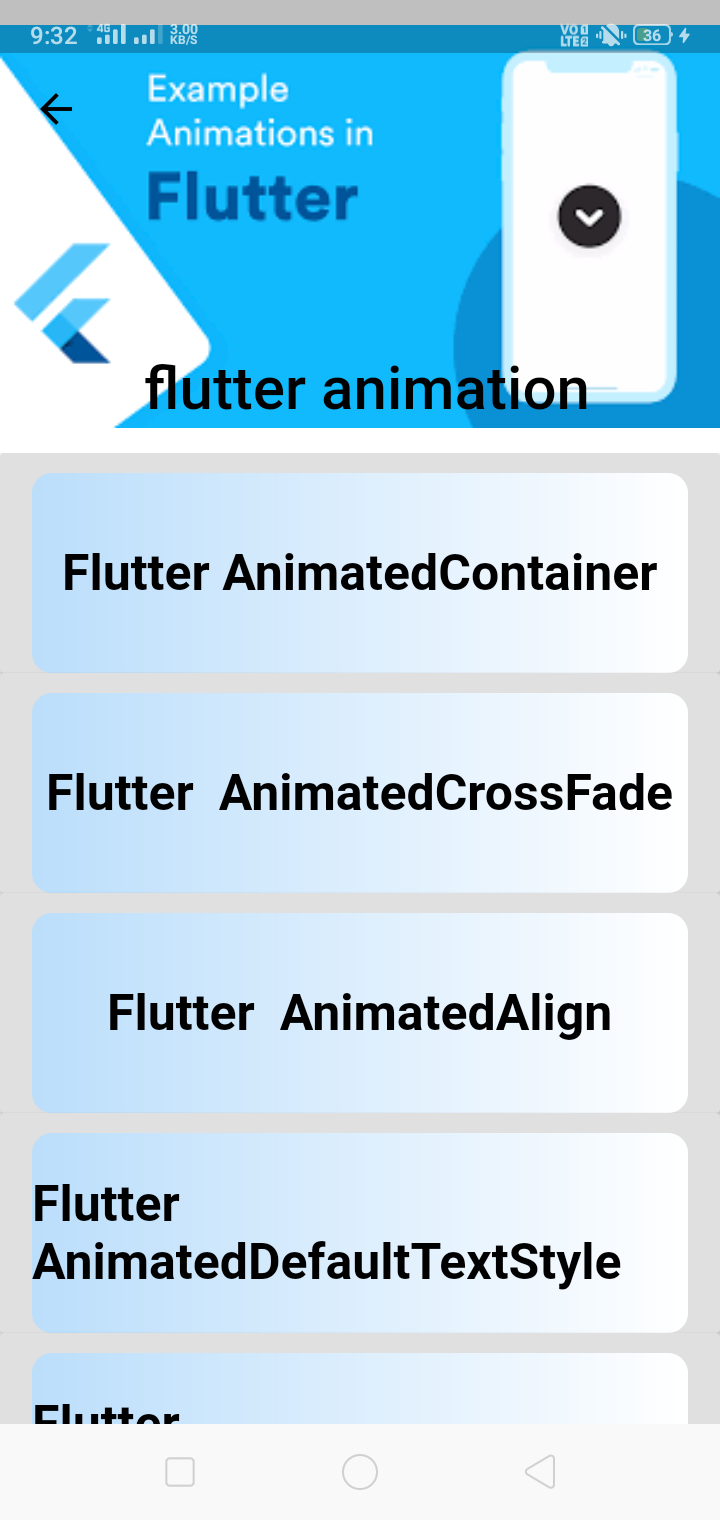 9:32 4G 3.00 KB/S VO LTE 36
Example
Animations in
Flutter
flutter animation
Flutter AnimatedContainer
Flutter  AnimatedCrossFade
Flutter  AnimatedAlign
Flutter
AnimatedDefaultTextStyle
Flutter